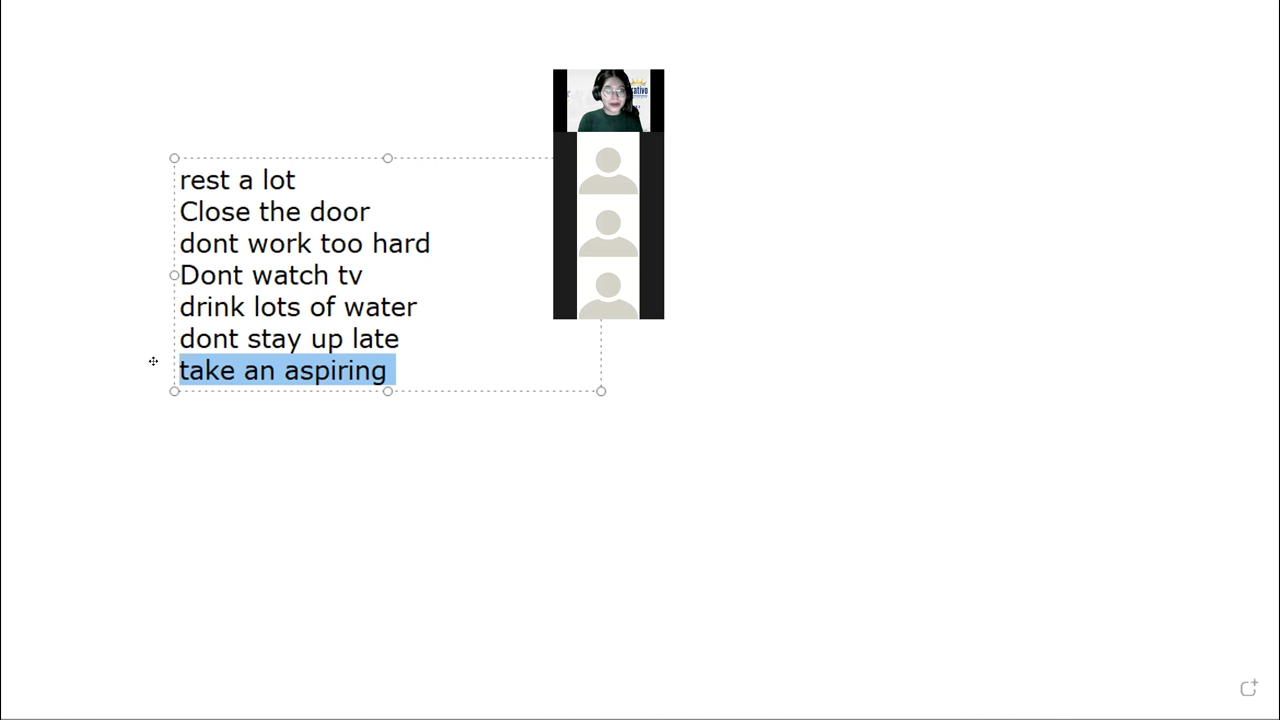 rest a lot
Close the door
dont work too hard
Dont watch tv
drink lots of water
dont stay up late
take an aspiring